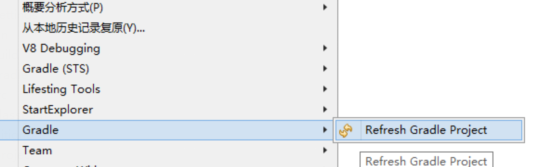 概要分析方式(P)
从本地历史记录复原(Y)...
V8 Debugging
Gradle (STS)
Lifesting Tools
StartExplorer
Gradle
Refresh Gradle Project
Team
Refresh Gradle Project